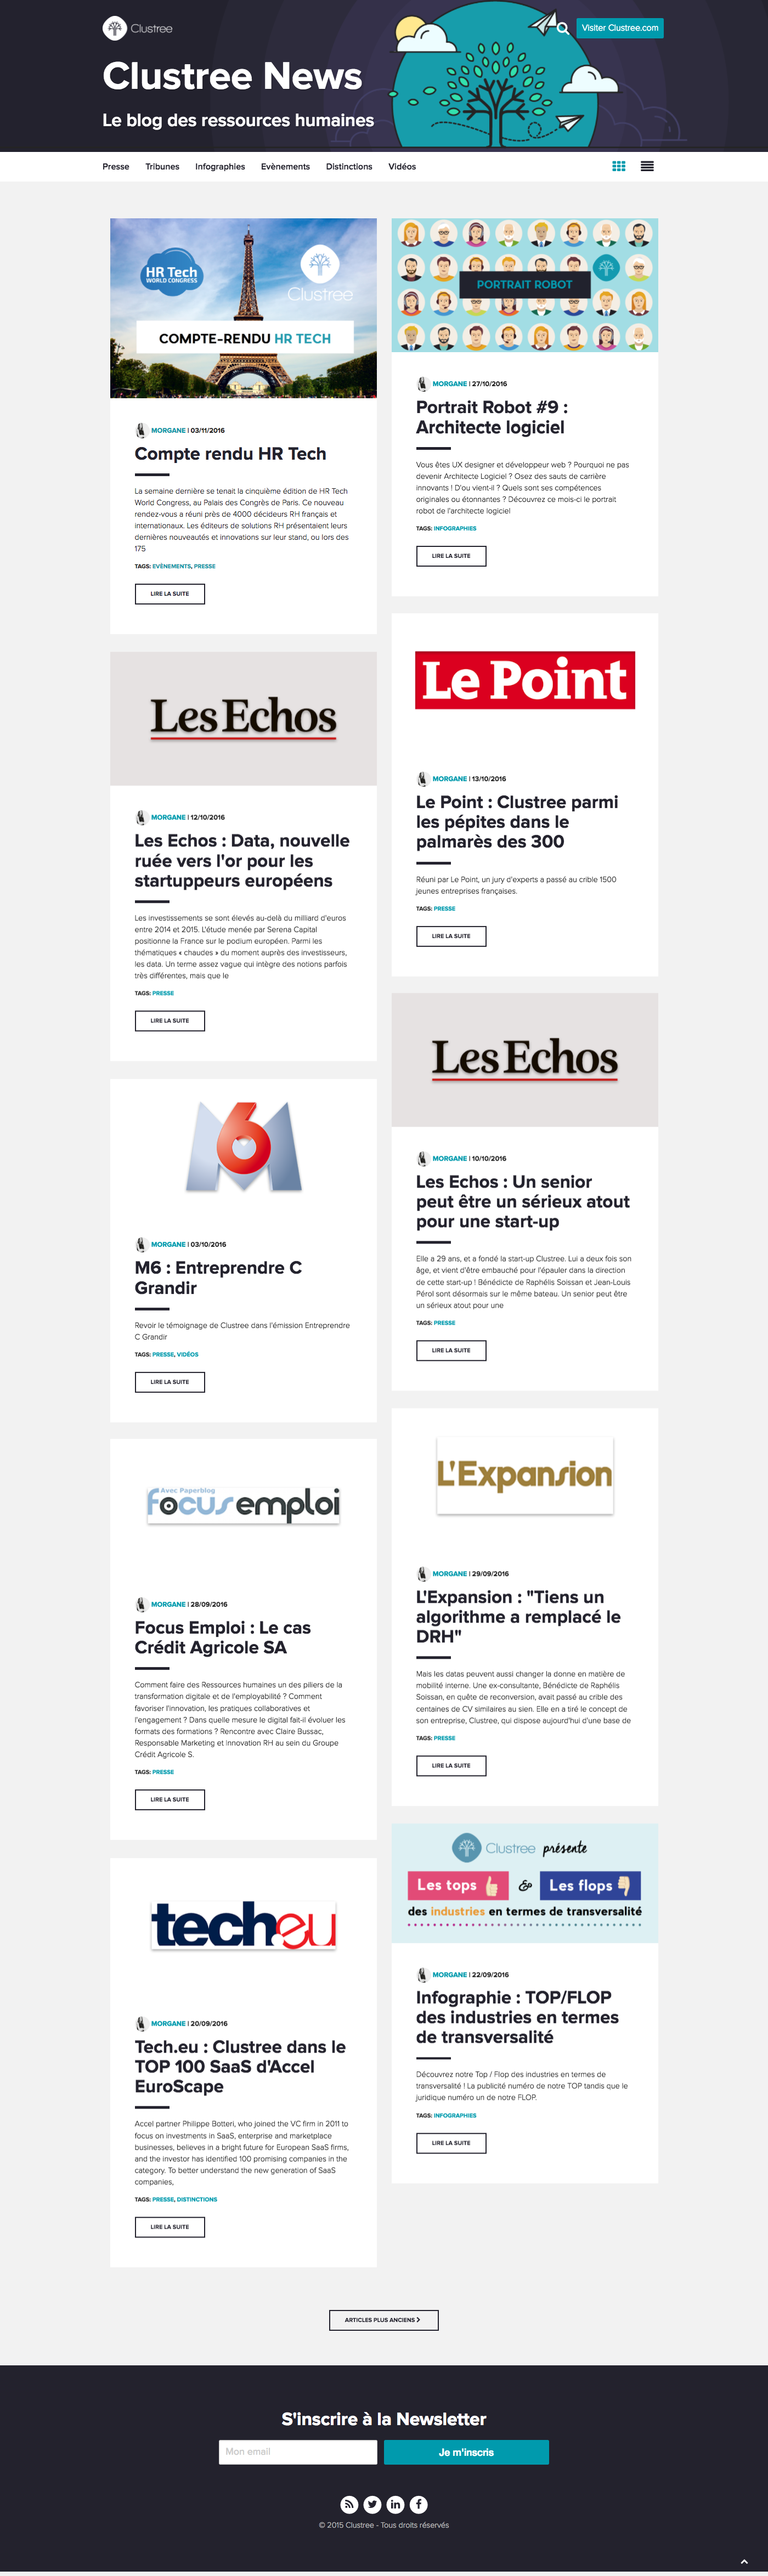 Clustree
Visiter Clustree.com
Clustree News
Le blog des ressources humaines
Presse
Tribunes
Infographies
Evènements
Distinctions
Vidéos
HR Tech
WORLD CONGRESS
Clustree
COMPTE-RENDU HR TECH
MORGANE | 03/11/2016
Compte rendu HR Tech
La semaine dernière se tenait la cinquième édition de HR Tech
World Congress, au Palais des Congrès de Paris. Ce nouveau
rendez-vous a réuni près de 4000 décideurs RH français et
internationaux. Les éditeurs de solutions RH présentaient leurs
dernières nouveautés et innovations sur leur stand, ou lors des
175
TAGS: EVÈNEMENTS, PRESSE
LIRE LA SUITE
PORTRAIT ROBOT
MORGANE | 27/10/2016
Portrait Robot #9 :
Architecte logiciel
Vous êtes UX designer et développeur web ? Pourquoi ne pas
devenir Architecte Logiciel ? Osez des sauts de carrière
innovants ! D'ou vient-il ? Quels sont ses compétences
originales ou étonnantes ? Découvrez ce mois-ci le portrait
robot de l'architecte logiciel
TAGS: INFOGRAPHIES
LIRE LA SUITE
Les Echos
MORGANE | 12/10/2016
Les Echos : Data, nouvelle
ruée vers l'or pour les
startuppeurs européens
Les investissements se sont élevés au-delà du milliard d'euros
entre 2014 et 2015. L'étude menée par Serena Capital
positionne la France sur le podium européen. Parmi les
thématiques « chaudes » du moment auprès des investisseurs,
les data. Un terme assez vague qui intègre des notions parfois
très différentes, mais que le
TAGS: PRESSE
LIRE LA SUITE
Le Point
MORGANE | 13/10/2016
Le Point : Clustree parmi
les pépites dans le
palmarès des 300
Réuni par Le Point, un jury d'experts a passé au crible 1500
jeunes entreprises françaises.
TAGS: PRESSE
LIRE LA SUITE
Les Echos
MORGANE | 10/10/2016
Les Echos : Un senior
peut être un sérieux atout
pour une start-up
Elle a 29 ans, et a fondé la start-up Clustree. Lui a deux fois son
âge, et vient d'être embauché pour l'épauler dans la direction
de cette start-up ! Bénédicte de Raphélis Soissan et Jean-Louis
Pérol sont désormais sur le même bateau. Un senior peut être
un sérieux atout pour une
TAGS: PRESSE
LIRE LA SUITE
M6
MORGANE | 03/10/2016
M6 : Entreprendre C
Grandir
Revoir le témoignage de Clustree dans l'émission Entreprendre
C Grandir
TAGS: PRESSE, VIDÉOS
LIRE LA SUITE
L'Expansion
MORGANE | 29/09/2016
L'Expansion : "Tiens un
algorithme a remplacé le
DRH"
Mais les datas peuvent aussi changer la donne en matière de
mobilité interne. Une ex-consultante, Bénédicte de Raphélis
Soissan, en quête de reconversion, avait passé au crible des
centaines de CV similaires au sien. Elle en a tiré le concept de
son entreprise, Clustree, qui dispose aujourd'hui d'une base de
TAGS: PRESSE
LIRE LA SUITE
Avec Paperblog
focus emploi
MORGANE | 28/09/2016
Focus Emploi : Le cas
Crédit Agricole SA
Comment faire des Ressources humaines un des piliers de la
transformation digitale et de l'employabilité ? Comment
favoriser l'innovation, les pratiques collaboratives et
l'engagement ? Dans quelle mesure le digital fait-il évoluer les
formats des formations ? Rencontre avec Claire Bussac,
Responsable Marketing et Innovation RH au sein du Groupe
Crédit Agricole S.
TAGS: PRESSE
LIRE LA SUITE
Clustree présente
Les tops & Les flops
des industries en termes de transversalité
MORGANE | 22/09/2016
Infographie : TOP/FLOP
des industries en termes
de transversalité
Découvrez notre Top / Flop des industries en termes de
transversalité ! La publicité numéro de notre TOP tandis que le
juridique numéro un de notre FLOP.
TAGS: INFOGRAPHIES
LIRE LA SUITE
tech.eu
MORGANE | 20/09/2016
Tech.eu : Clustree dans le
TOP 100 SaaS d'Accel
EuroScape
Accel partner Philippe Botteri, who joined the VC firm in 2011 to
focus on investments in SaaS, enterprise and marketplace
businesses, believes in a bright future for European SaaS firms,
and the investor has identified 100 promising companies in the
category. To better understand the new generation of SaaS
companies,
TAGS: PRESSE, DISTINCTIONS
LIRE LA SUITE
ARTICLES PLUS ANCIENS
S'inscrire à la Newsletter
Mon email
Je m'inscris
© 2015 Clustree - Tous droits réservés